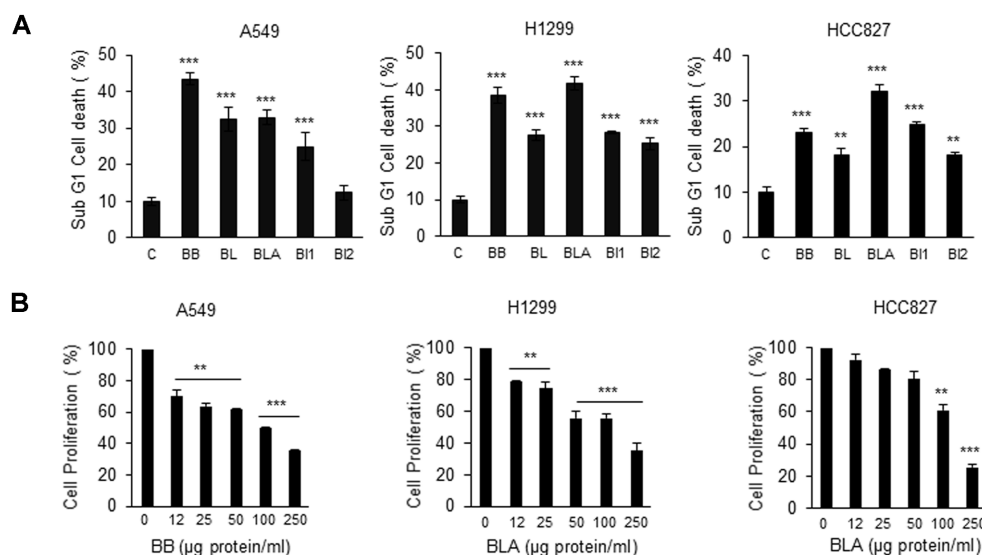 A
A549
H1299
HCC827
Sub G1 Cell death ( %)
50
40
30
20
10
0
***
***
***
***
C BB BL BLA BI1 BI2
Sub G1 Cell death ( %)
50
40
30
20
10
0
***
***
***
***
***
C BB BL BLA BI1 BI2
Sub G1 Cell death ( %)
40
30
20
10
0
***
**
***
***
**
C BB BL BLA BI1 BI2
B
A549
H1299
HCC827
Cell Proliferation ( %)
100
80
60
40
20
0
**
***
0 12 25 50 100 250
BB (µg protein/ml)
Cell Proliferation ( %)
100
80
60
40
20
0
**
***
0 12 25 50 100 250
BLA (µg protein/ml)
Cell Proliferation ( %)
100
80
60
40
20
0
**
***
0 12 25 50 100 250
BLA (µg protein/ml)